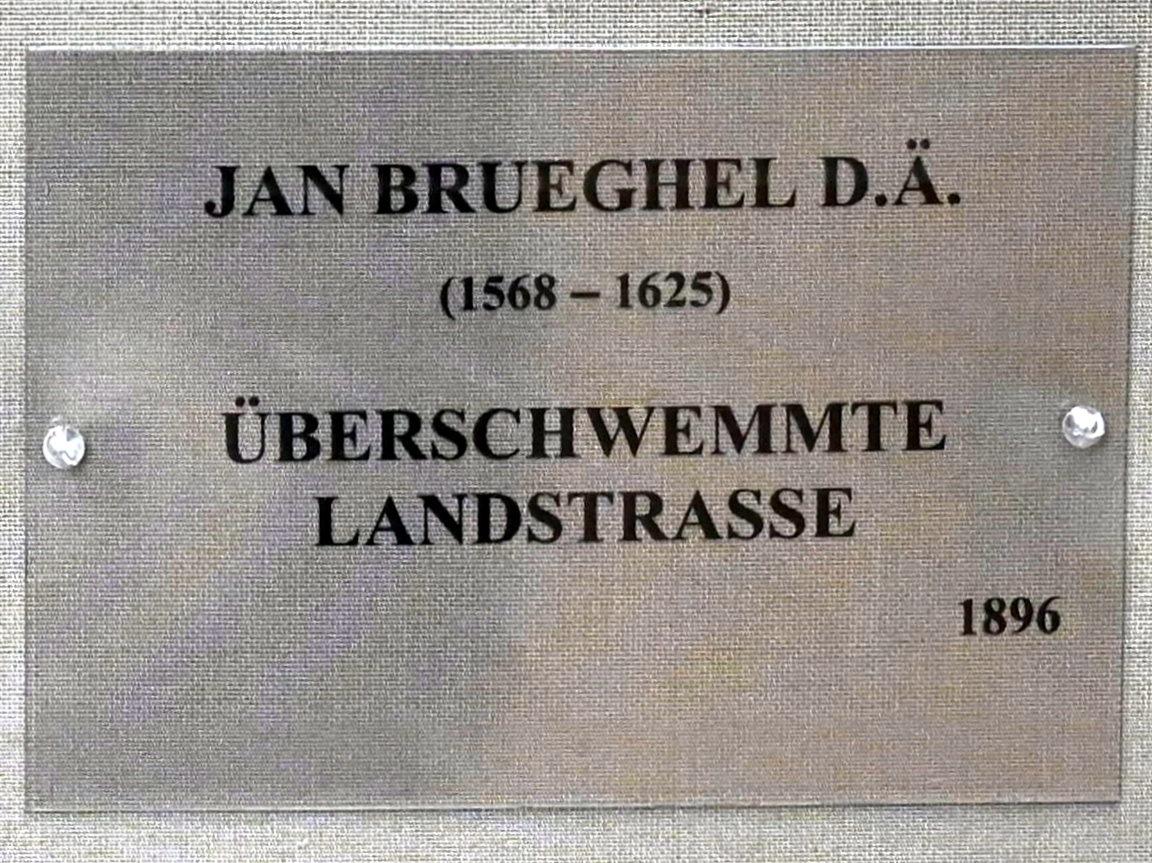 JAN BRUEGHEL D.Ä.
(1568 – 1625)
ÜBERSCHWEMMTE
LANDSTRASSE
1896